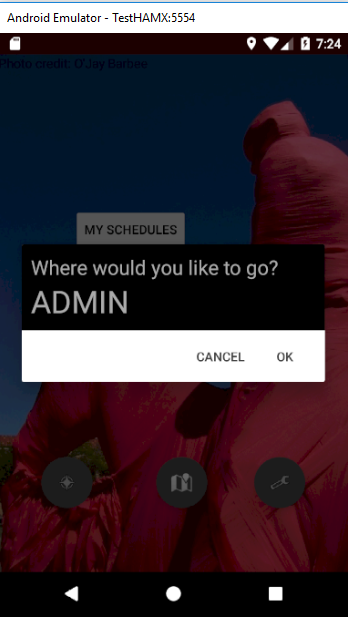 Android Emulator - TestHAMX:5554
7:24
Photo credit: O'Jay Barbee
MY SCHEDULES
Where would you like to go?
ADMIN
CANCEL OK